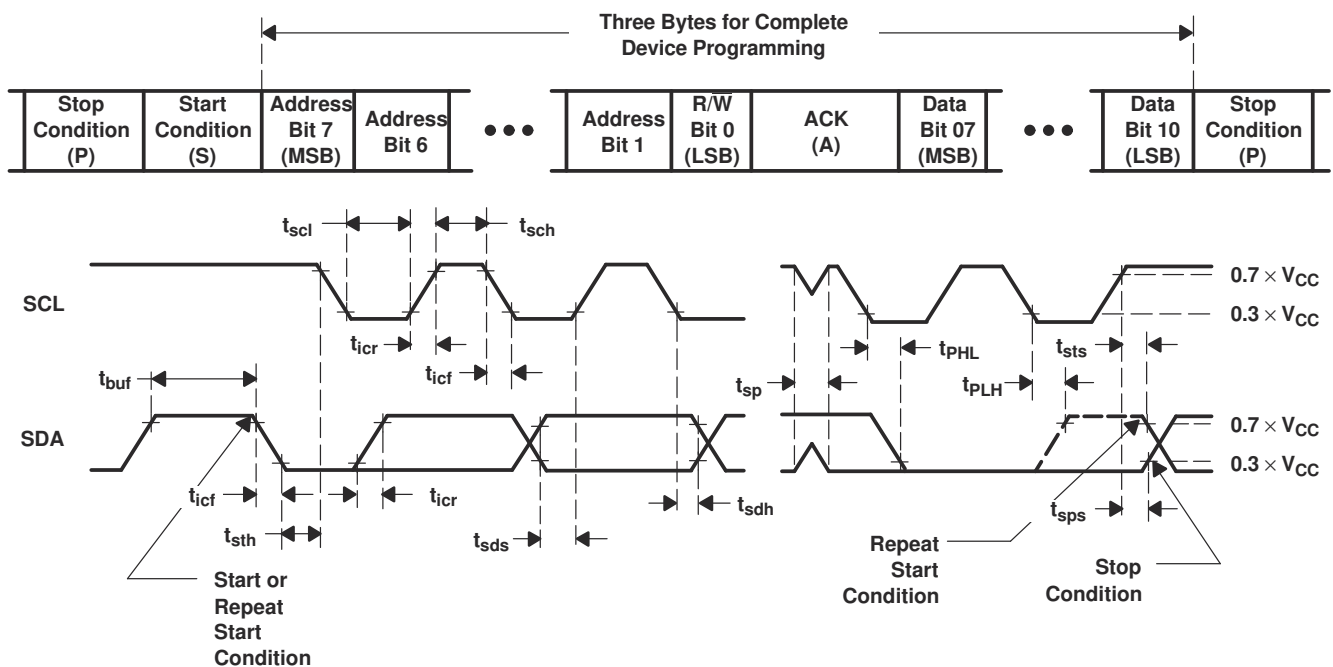 Three Bytes for Complete
Device Programming
Stop
Condition
(P)
Start
Condition
(S)
Address
Bit 7
(MSB)
Address
Bit 6
•••
Address
Bit 1
R/W̅
Bit 0
(LSB)
ACK
(A)
Data
Bit 07
(MSB)
•••
Data
Bit 10
(LSB)
Stop
Condition
(P)
tscl
tsch
SCL
0.7 × VCC
0.3 × VCC
ticr
ticf
tPHL
tsts
tbuf
tsp
tPLH
SDA
0.7 × VCC
0.3 × VCC
ticf
ticr
tsdh
tsps
tsth
tsds
Start or
Repeat
Start
Condition
Repeat
Start
Condition
Stop
Condition